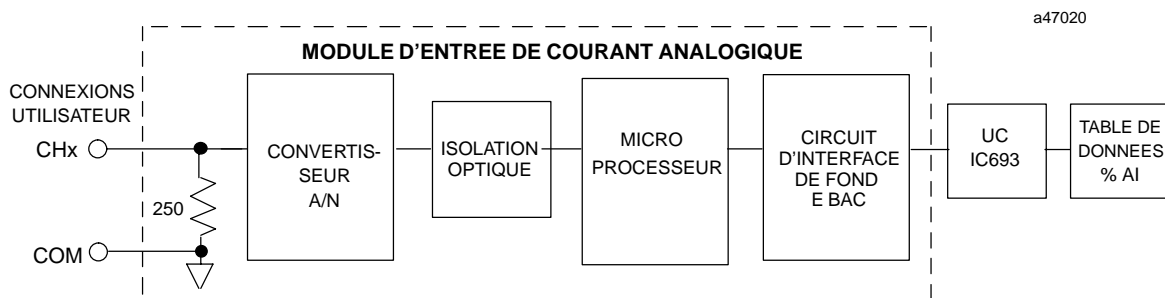 a47020
MODULE D'ENTREE DE COURANT ANALOGIQUE
CONNEXIONS
UTILISATEUR
CHx
250
COM
CONVERTIS-
SEUR
A/N
ISOLATION
OPTIQUE
MICRO
PROCESSEUR
CIRCUIT
D'INTERFACE
DE FOND
E BAC
UC
IC693
TABLE DE
DONNEES
% AI